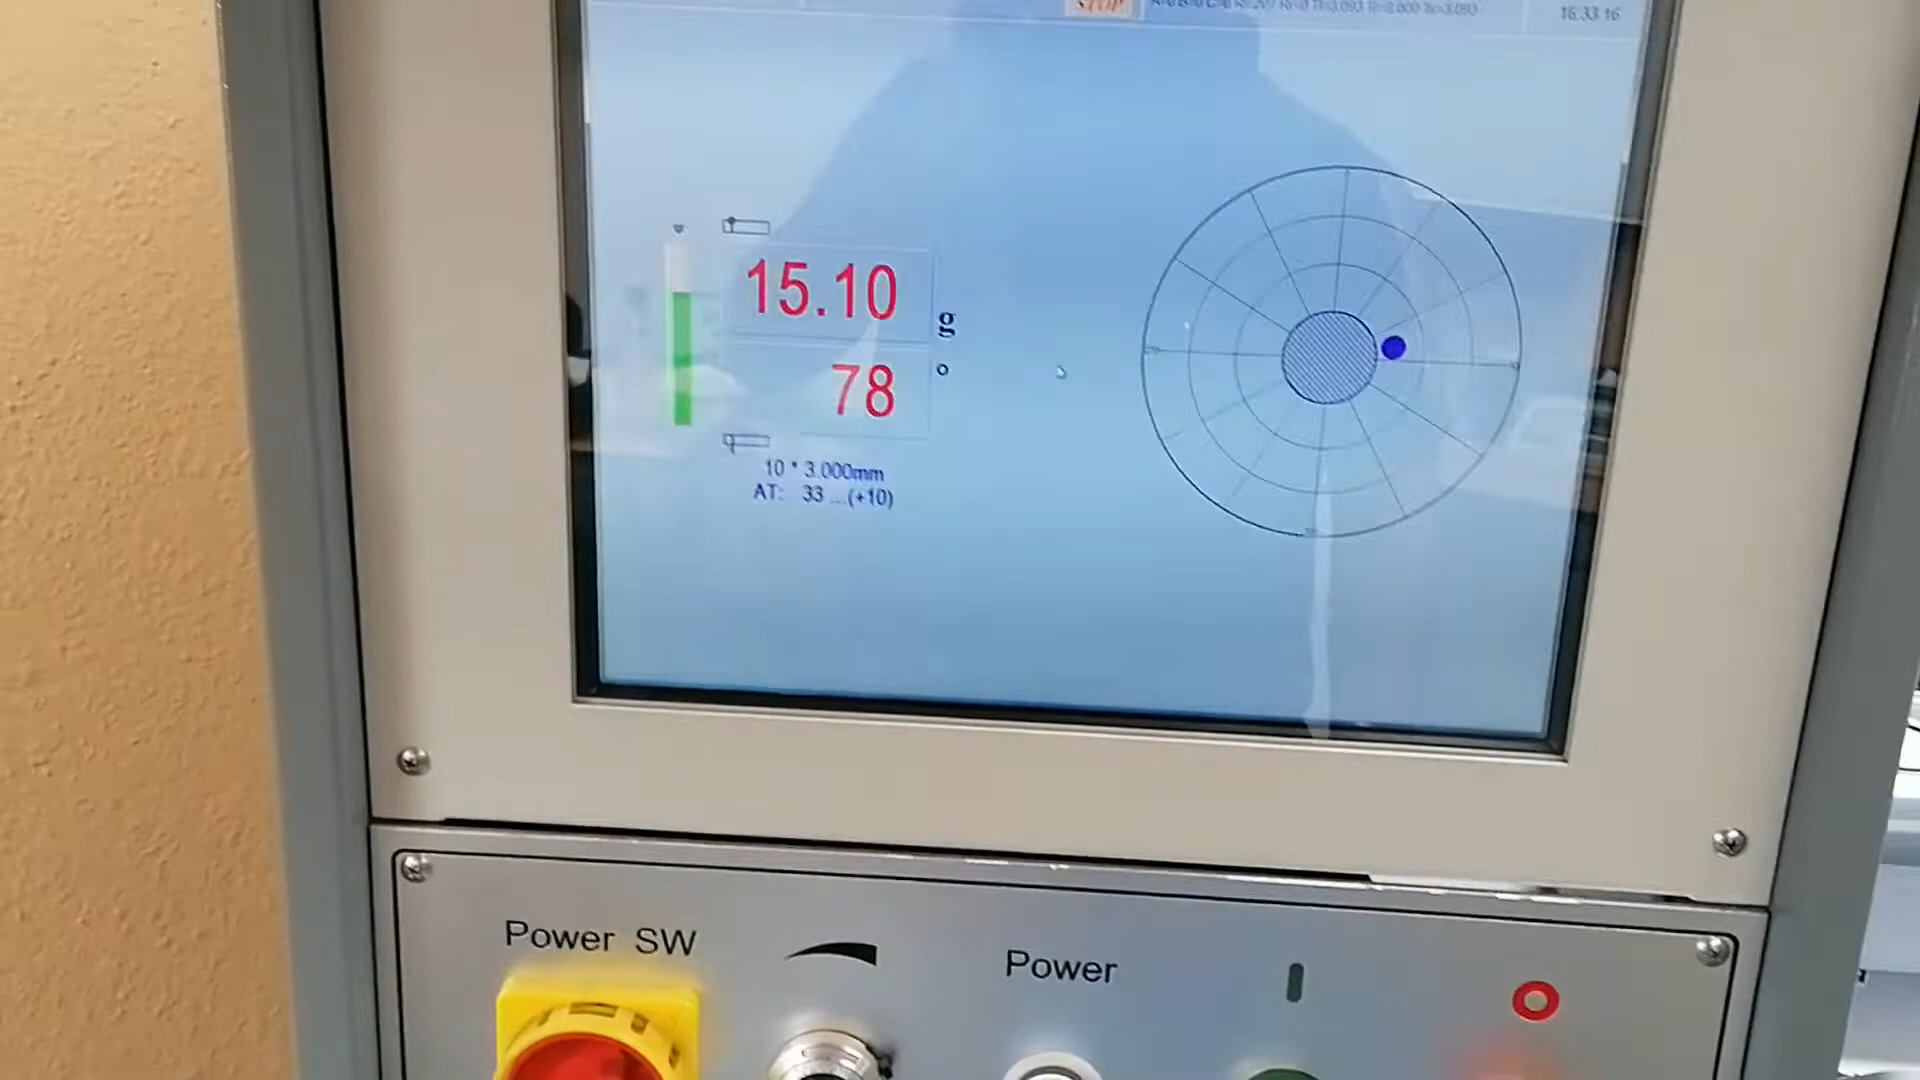 STOP
16:33:16
15.10
g
78
°
10 * 3.000mm
AT: 33 ...(+10)
Power SW
Power